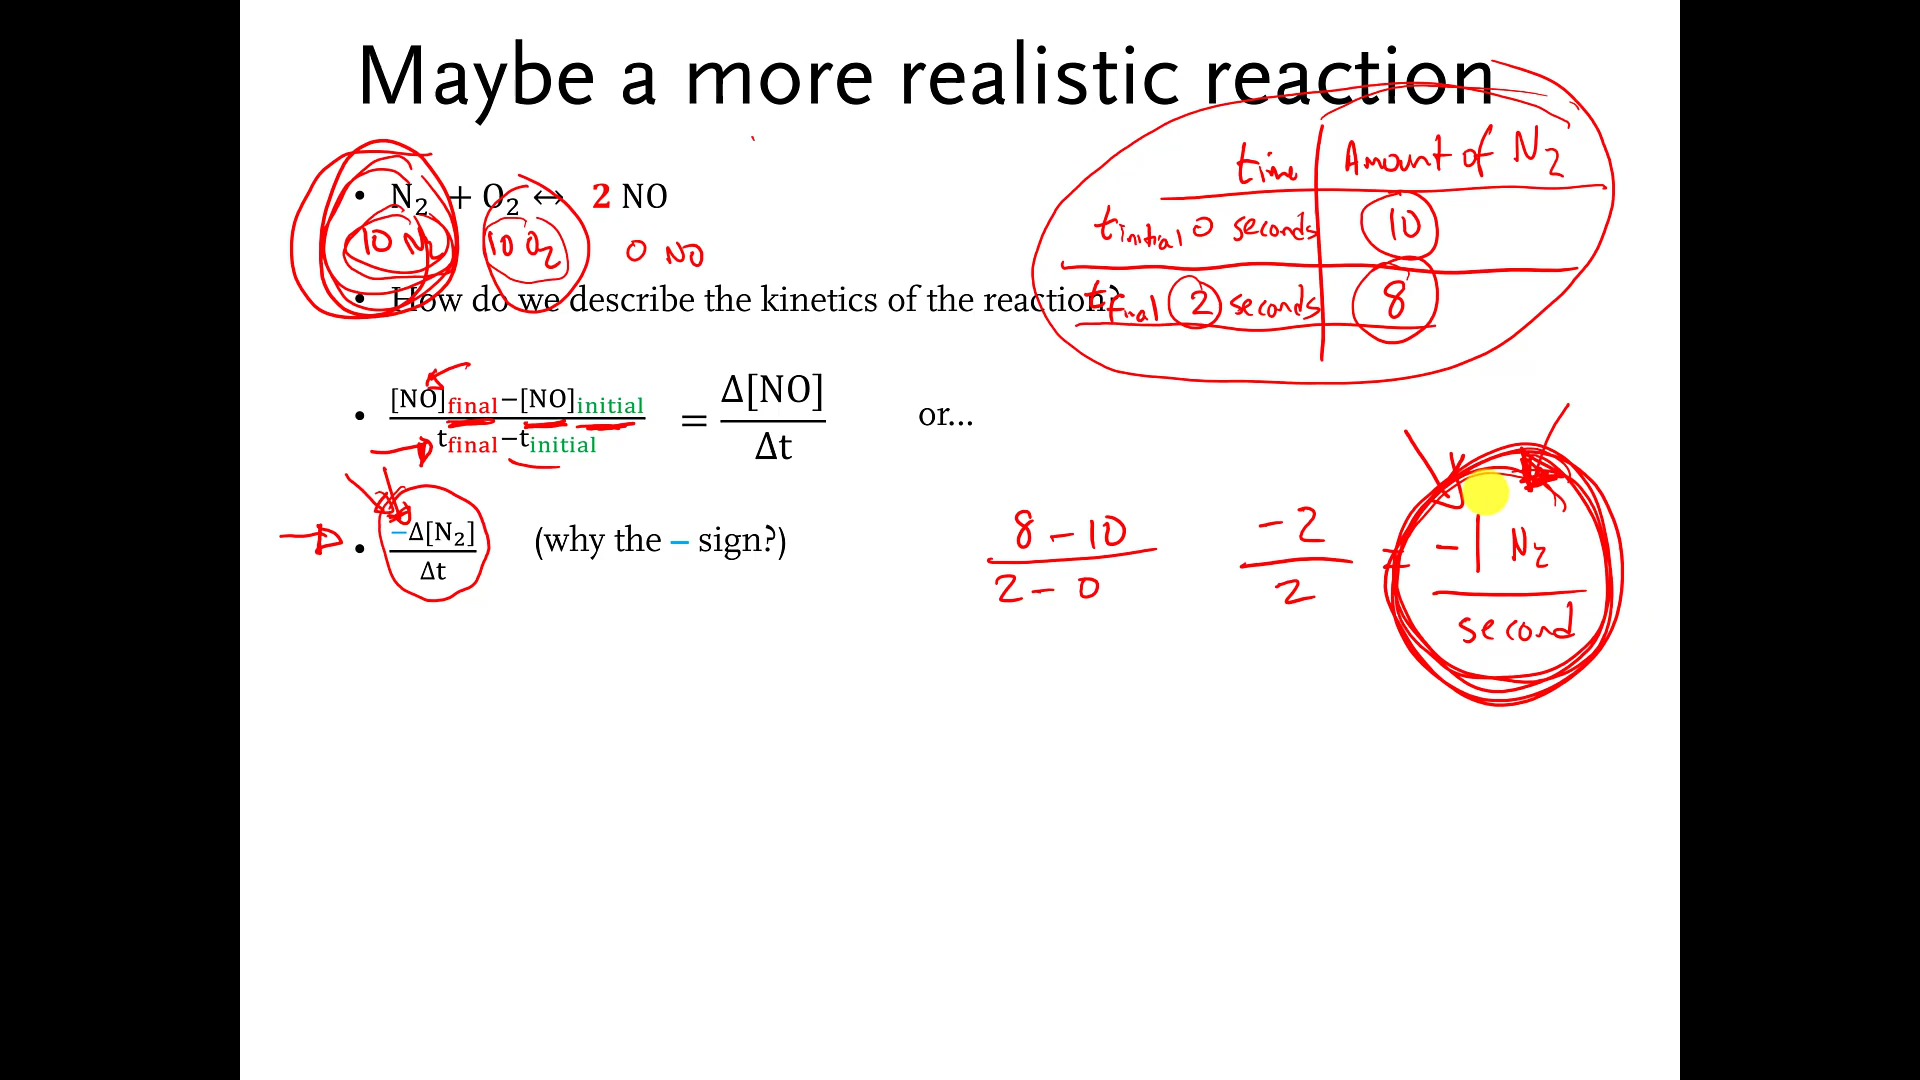 Maybe a more realistic reaction
time Amount of N2
• N2 + O2 ↔ 2 NO
10 N2 10 O2 0 NO
tinitial 0 seconds 10
• How do we describe the kinetics of the reaction?
tfinal 2 seconds 8
• [NO]final−[NO]initial / tfinal−tinitial = Δ[NO] / Δt or...
• −Δ[N2] / Δt (why the – sign?)
8 - 10 / 2 - 0 -2 / 2 = -1 N2 / second